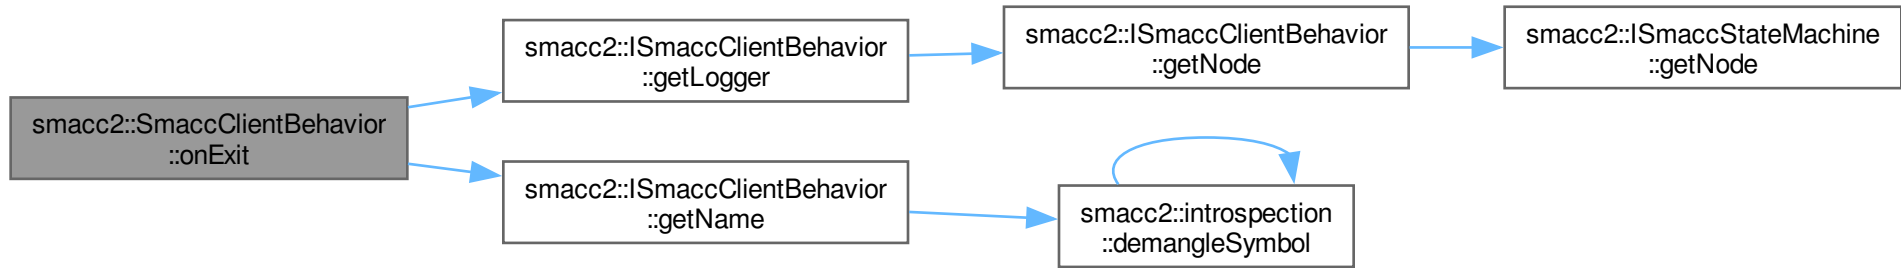 smacc2::SmaccClientBehavior
::onExit
smacc2::ISmaccClientBehavior
::getLogger
smacc2::ISmaccClientBehavior
::getNode
smacc2::ISmaccStateMachine
::getNode
smacc2::ISmaccClientBehavior
::getName
smacc2::introspection
::demangleSymbol